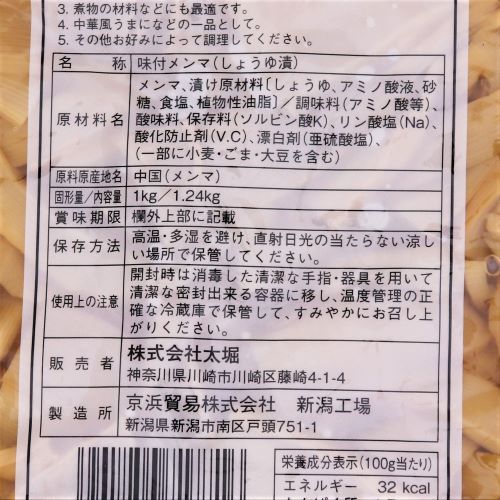 3. 煮物の材料などにも最適です。
4. 中華風うまになどの一品として。
5. その他お好みによって調理してください。
名 称 味付メンマ(しょうゆ漬)
原材料名 メンマ、漬け原材料〔しょうゆ、アミノ酸液、砂
糖、食塩、植物性油脂〕/調味料(アミノ酸等)、
酸味料、保存料(ソルビン酸K)、リン酸塩(Na)、
酸化防止剤(V.C)、漂白剤(亜硫酸塩)、
(一部に小麦・ごま・大豆を含む)
原料原産地名 中国(メンマ)
固形量/内容量 1kg/1.24kg
賞味期限 欄外上部に記載
保存方法 高温・多湿を避け、直射日光の当たらない涼し
い場所で保管してください。
使用上の注意 開封時は消毒した清潔な手指・器具を用いて
清潔な密封出来る容器に移し、温度管理の正
確な冷蔵庫で保管して、すみやかにお召し上
がりください。
販売者 株式会社太堀
神奈川県川崎市川崎区藤崎4-1-4
製造所 京浜貿易株式会社 新潟工場
新潟県新潟市南区戸頭751-1
栄養成分表示(100g当たり)
エネルギー 32 kcal